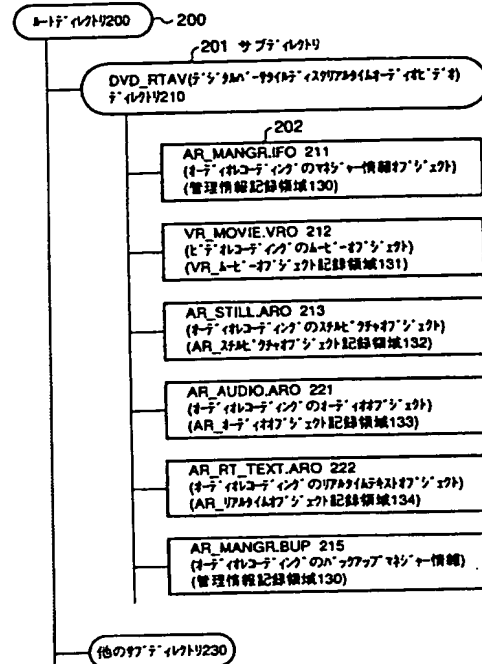 ルートディレクトリ200
200
201 サブディレクトリ
DVD_RTAV(デジタルバーサタイルディスクリアルタイムオーディオビデオ)
ディレクトリ210
202
AR_MANGR.IFO 211
(オーディオレコーディングのマネジャー情報オブジェクト)
(管理情報記録領域130)
VR_MOVIE.VRO 212
(ビデオレコーディングのムービーオブジェクト)
(VR_ムービーオブジェクト記録領域131)
AR_STILL.ARO 213
(オーディオレコーディングのスチルピクチャオブジェクト)
(AR_スチルピクチャオブジェクト記録領域132)
AR_AUDIO.ARO 221
(オーディオレコーディングのオーディオオブジェクト)
(AR_オーディオオブジェクト記録領域133)
AR_RT_TEXT.ARO 222
(オーディオレコーディングのリアルタイムテキストオブジェクト)
(AR_リアルタイムオブジェクト記録領域134)
AR_MANGR.BUP 215
(オーディオレコーディングのバックアップマネジャー情報)
(管理情報記録領域130)
他のサブディレクトリ230